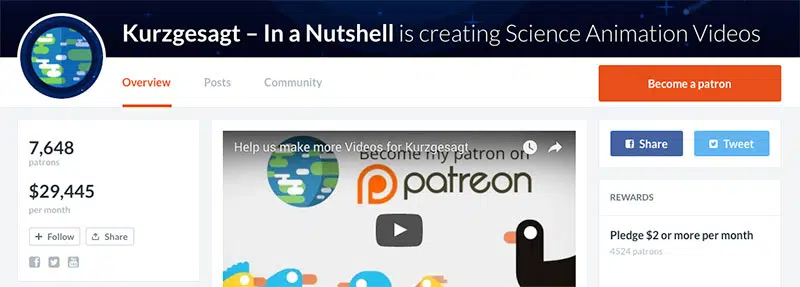 Kurzgesagt – In a Nutshell is creating Science Animation Videos
Overview Posts Community
Become a patron
7,648
patrons
$29,445
per month
+ Follow Share
Help us make more Videos for Kurzgesagt
Become my patron on
patreon
Share Tweet
REWARDS
Pledge $2 or more per month
4524 patrons